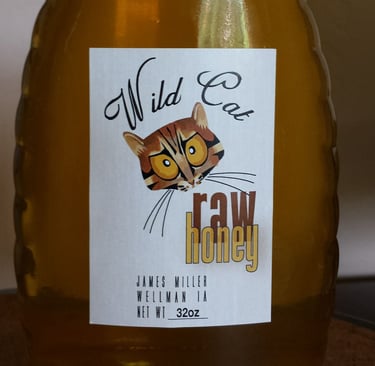 Wild Cat
raw
honey
JAMES MILLER
WELLMAN IA
NET WT 32oz